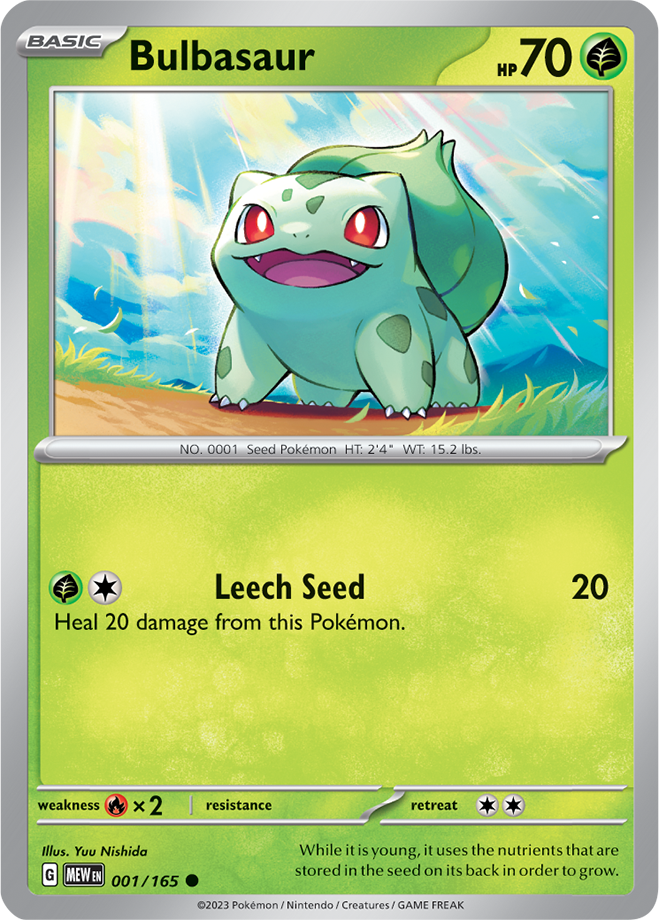 BASIC Bulbasaur HP 70
NO. 0001 Seed Pokémon HT: 2'4" WT: 15.2 lbs.
Leech Seed 20
Heal 20 damage from this Pokémon.
weakness ×2 resistance retreat
Illus. Yuu Nishida
While it is young, it uses the nutrients that are
stored in the seed on its back in order to grow.
G MEW EN 001/165
©2023 Pokémon / Nintendo / Creatures / GAME FREAK